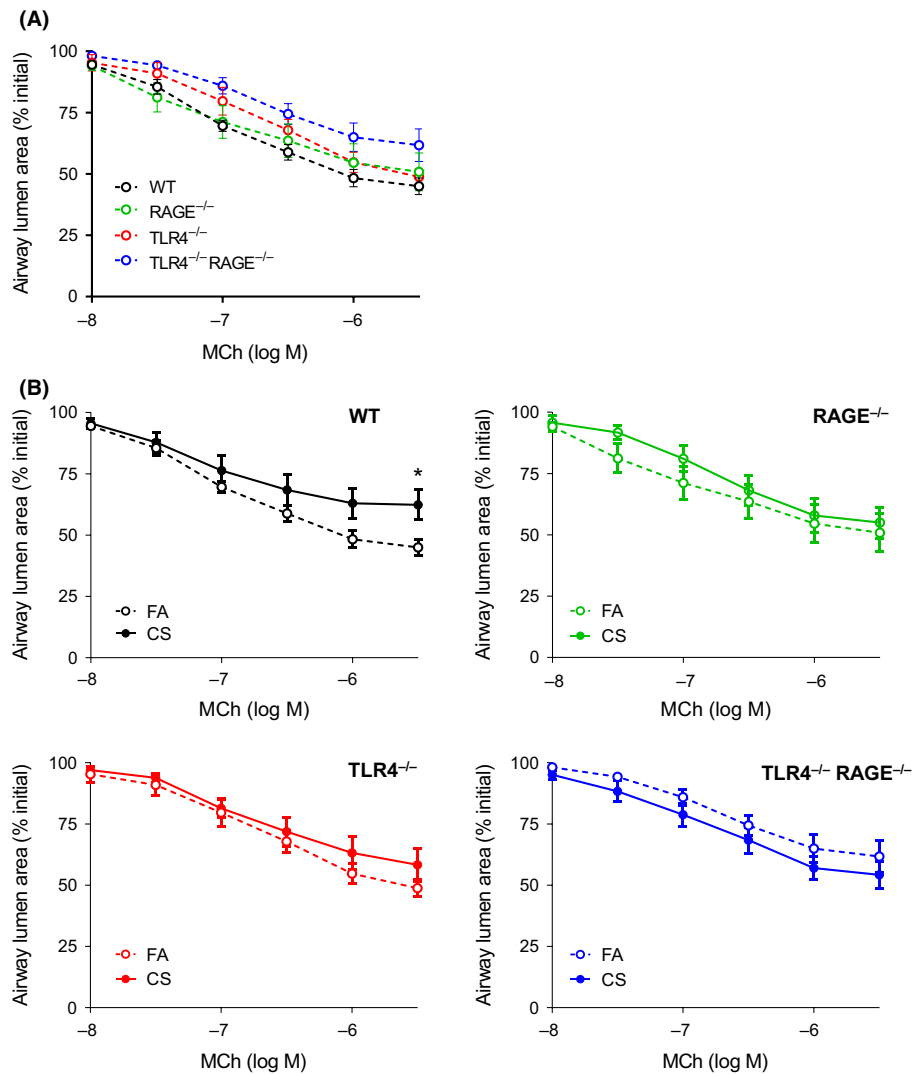 (A)
Airway lumen area (% initial)
100
75
50
25
0
WT
RAGE⁻/⁻
TLR4⁻/⁻
TLR4⁻/⁻RAGE⁻/⁻
–8 –7 –6
MCh (log M)
(B)
WT
Airway lumen area (% initial)
100
75
50
25
0
*
FA
CS
–8 –7 –6
MCh (log M)
RAGE⁻/⁻
Airway lumen area (% initial)
100
75
50
25
0
FA
CS
–8 –7 –6
MCh (log M)
TLR4⁻/⁻
Airway lumen area (% initial)
100
75
50
25
0
FA
CS
–8 –7 –6
MCh (log M)
TLR4⁻/⁻ RAGE⁻/⁻
Airway lumen area (% initial)
100
75
50
25
0
FA
CS
–8 –7 –6
MCh (log M)